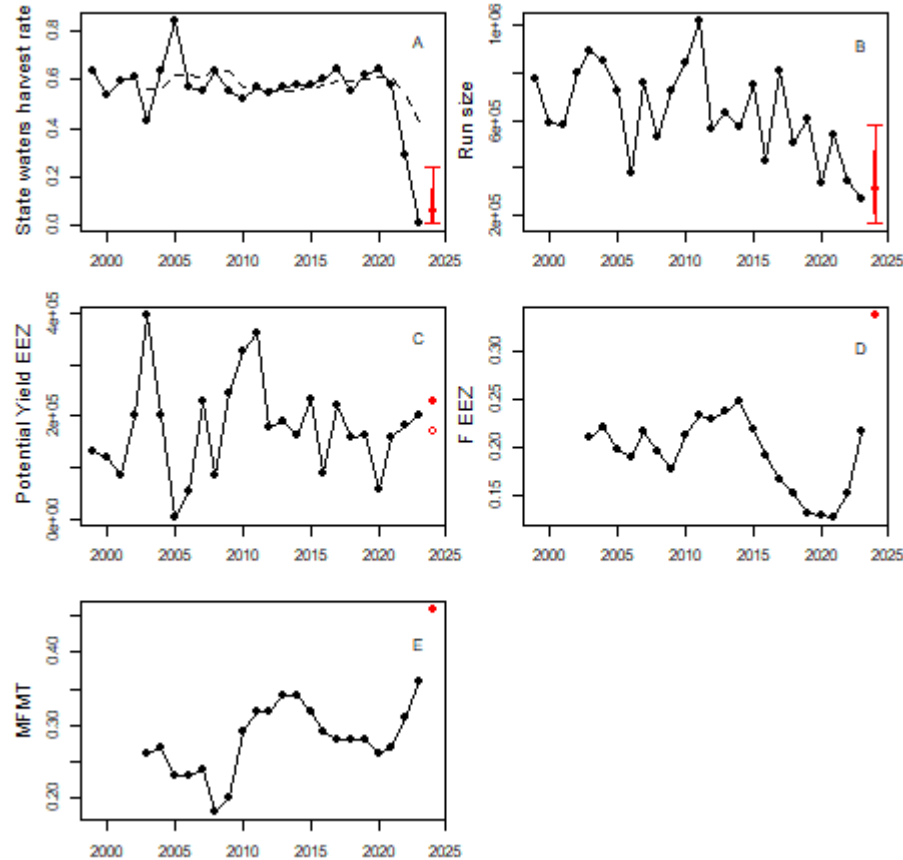 A
State waters harvest rate
0.0 0.2 0.4 0.6 0.8
2000 2005 2010 2015 2020 2025
B
Run size
2e+05 6e+05 1e+06
2000 2005 2010 2015 2020 2025
C
Potential Yield EEZ
0e+00 2e+05 4e+05
2000 2005 2010 2015 2020 2025
D
F EEZ
0.15 0.20 0.25 0.30
2000 2005 2010 2015 2020 2025
E
MFMT
0.20 0.30 0.40
2000 2005 2010 2015 2020 2025